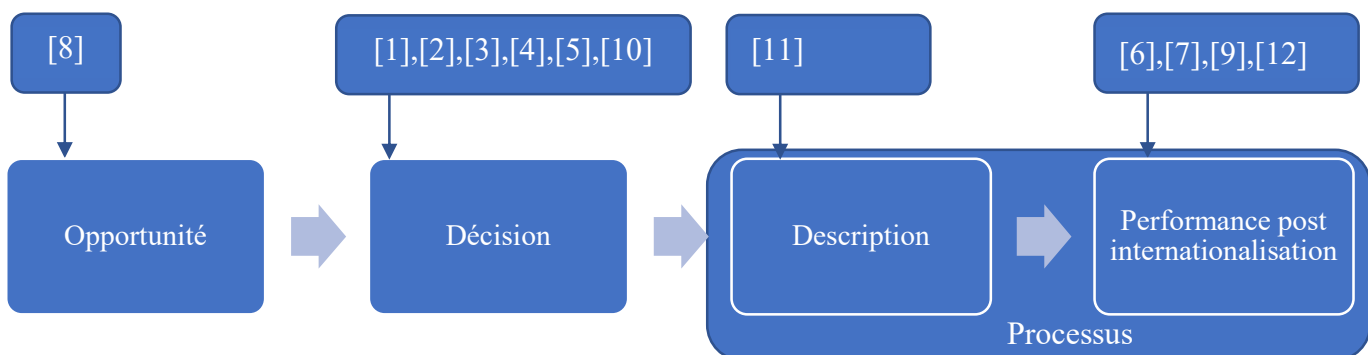 [8]
[1],[2],[3],[4],[5],[10]
[11]
[6],[7],[9],[12]
Opportunité
Décision
Description
Performance post
internationalisation
Processus